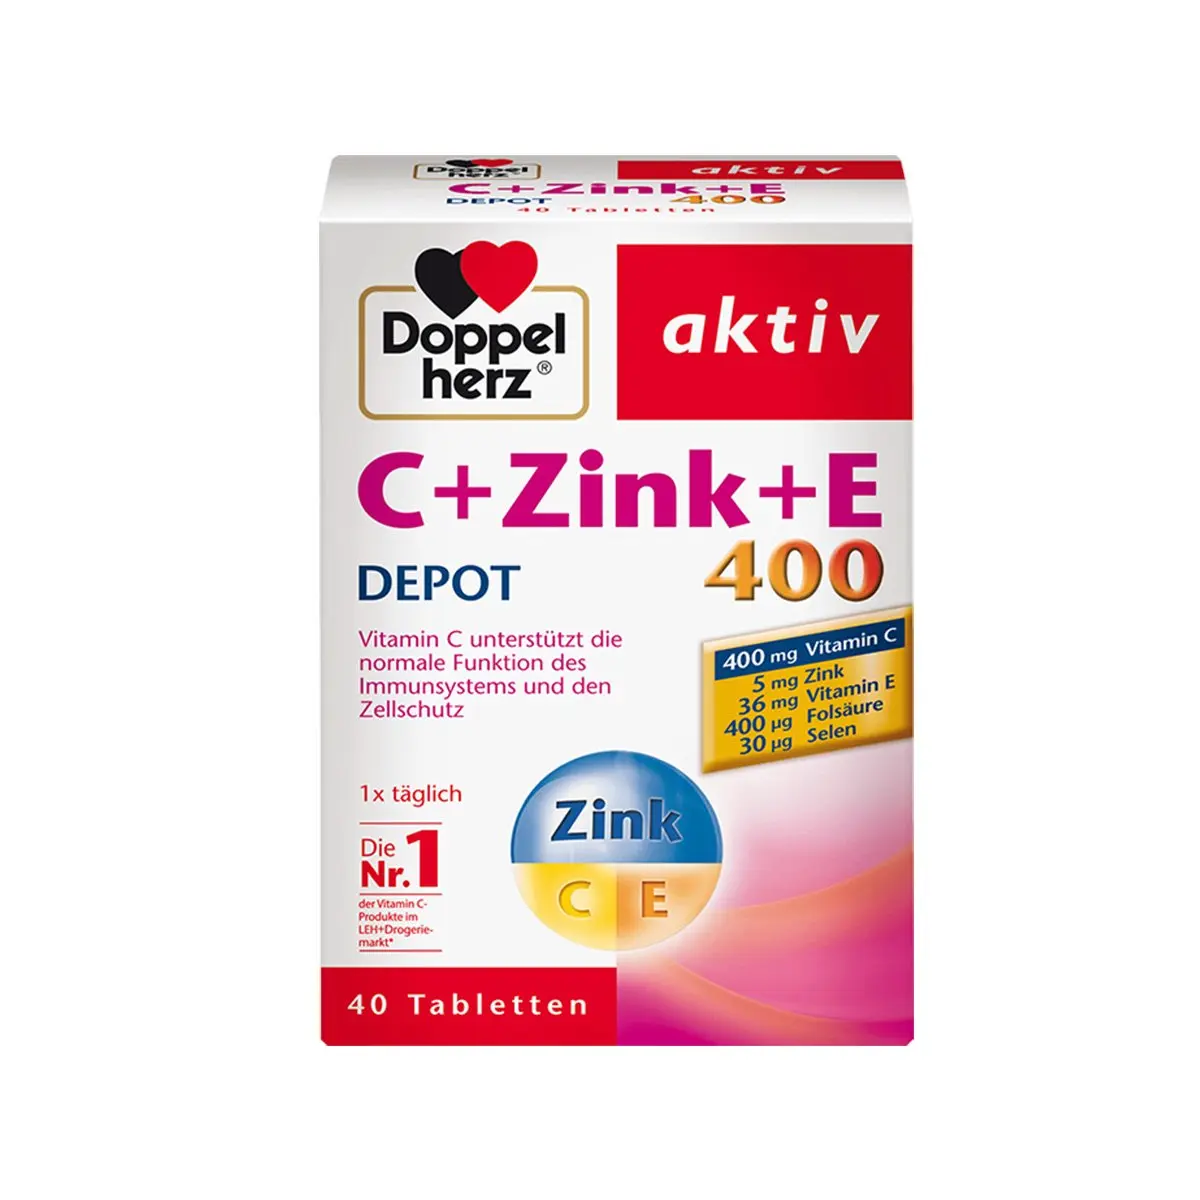 Doppel
herz®
aktiv
C+Zink+E
DEPOT
400
40 Tabletten
Doppel
herz®
aktiv
C+Zink+E
400
DEPOT
Vitamin C unterstützt die
normale Funktion des
Immunsystems und den
Zellschutz
400 mg Vitamin C
5 mg Zink
36 mg Vitamin E
400 µg Folsäure
30 µg Selen
1x täglich
Die
Nr.1
der Vitamin C-
Produkte im
LEH+Drogerie-
markt*
Zink
C E
40 Tabletten